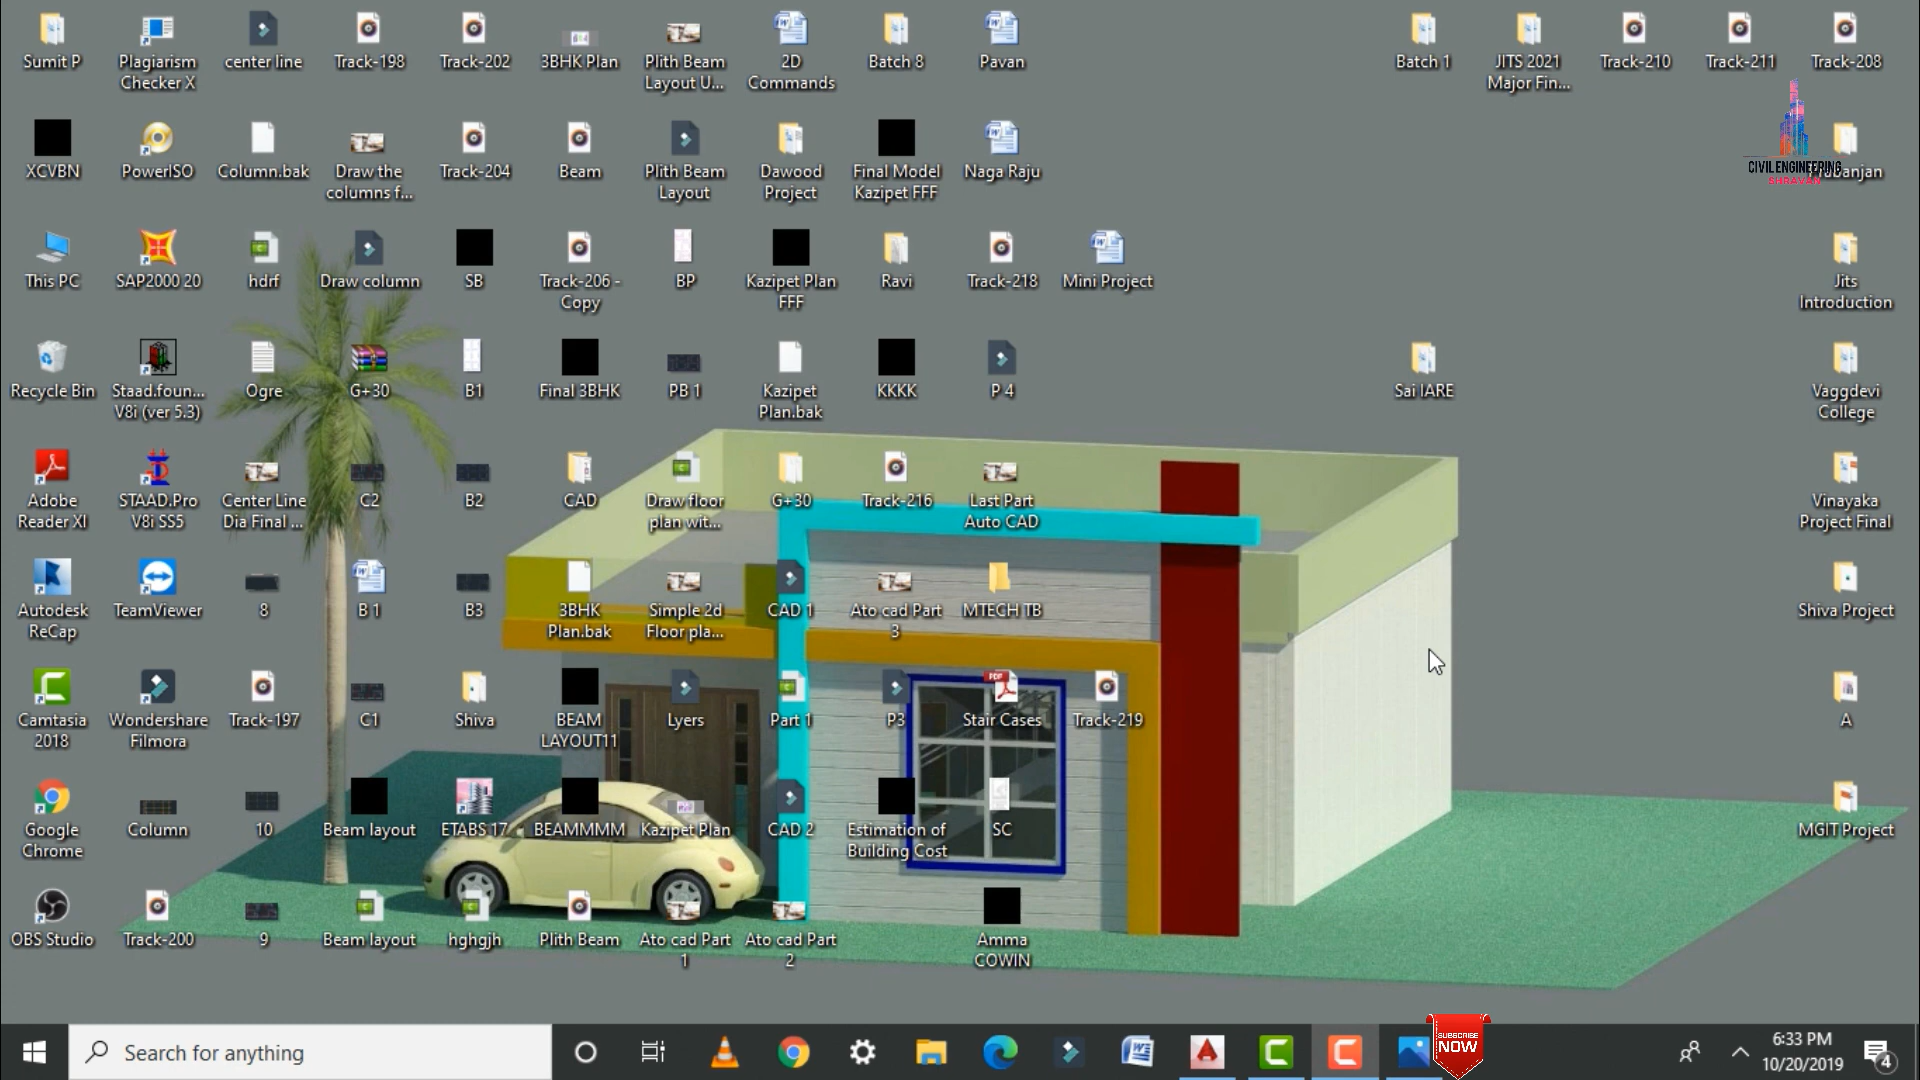 Sumit P
Plagiarism
Checker X
center line
Track-198
Track-202
3BHK Plan
Plith Beam
Layout U...
2D
Commands
Batch 8
Pavan
Batch 1
JITS 2021
Major Fin...
Track-210
Track-211
Track-208
XCVBN
PowerISO
Column.bak
Draw the
columns f...
Track-204
Beam
Plith Beam
Layout
Dawood
Project
Final Model
Kazipet FFF
Naga Raju
CIVIL ENGINEERING
SHRAVAN
This PC
SAP2000 20
hdrf
Draw column
SB
Track-206 -
Copy
BP
Kazipet Plan
FFF
Ravi
Track-218
Mini Project
Jits
Introduction
Recycle Bin
Staad.foun...
V8i (ver 5.3)
Ogre
G+30
B1
Final 3BHK
PB 1
Kazipet
Plan.bak
KKKK
P 4
Sai IARE
Vaggdevi
College
Adobe
Reader XI
STAAD.Pro
V8i SS5
Center Line
Dia Final ...
C2
B2
CAD
Draw floor
plan wit...
G+30
Track-216
Last Part
Auto CAD
Vinayaka
Project Final
Autodesk
ReCap
TeamViewer
8
B 1
B3
3BHK
Plan.bak
Simple 2d
Floor pla...
CAD 1
Ato cad Part
3
MTECH TB
Shiva Project
Camtasia
2018
Wondershare
Filmora
Track-197
C1
Shiva
BEAM
LAYOUT11
Lyers
Part 1
P3
PDF
Stair Cases
Track-219
A
Google
Chrome
Column
10
Beam layout
ETABS 17
BEAMMMM
Kazipet Plan
CAD 2
Estimation of
Building Cost
SC
MGIT Project
OBS Studio
Track-200
9
Beam layout
hghgjh
Plith Beam
Ato cad Part
1
Ato cad Part
2
Amma
COWIN
Search for anything
SUBSCRIBE
NOW
6:33 PM
10/20/2019
4